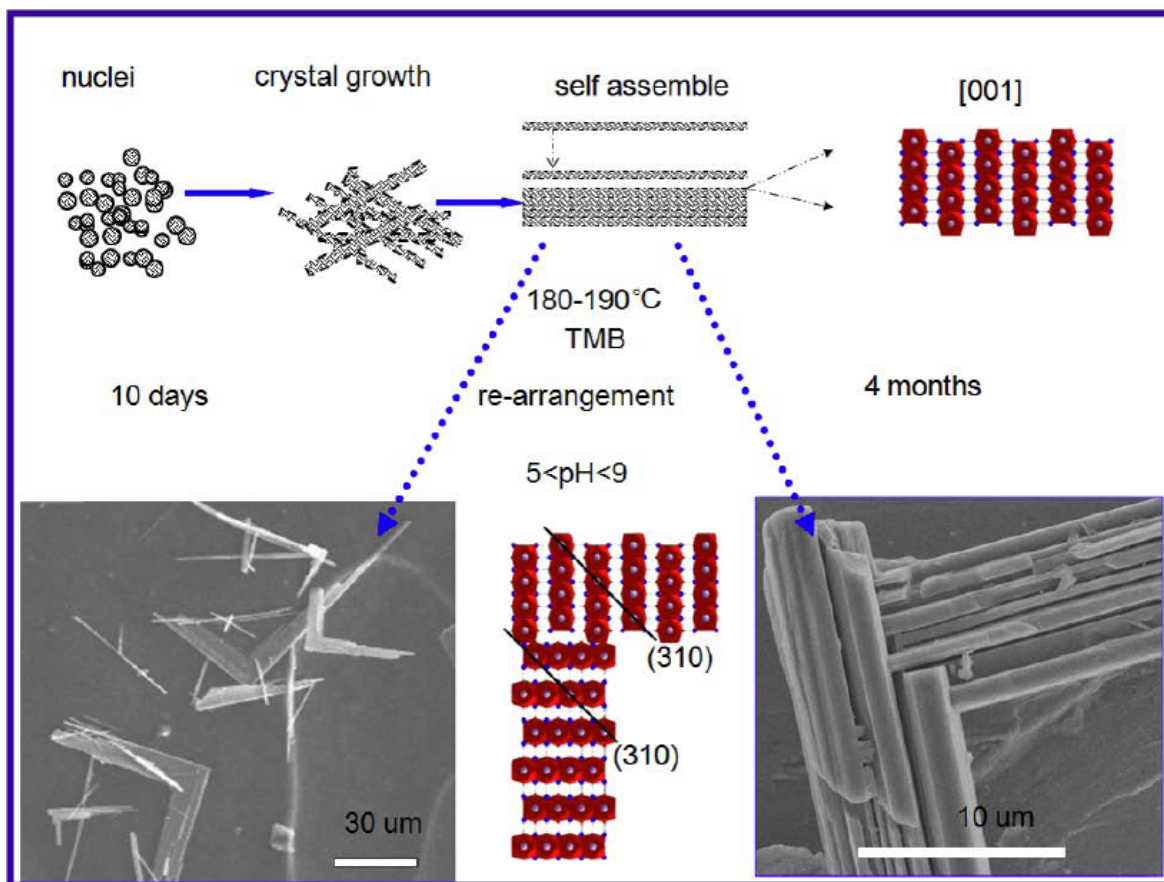 nuclei
crystal growth
self assemble
[001]
180-190°C
TMB
10 days
re-arrangement
4 months
5<pH<9
(310)
(310)
30 um
10 um